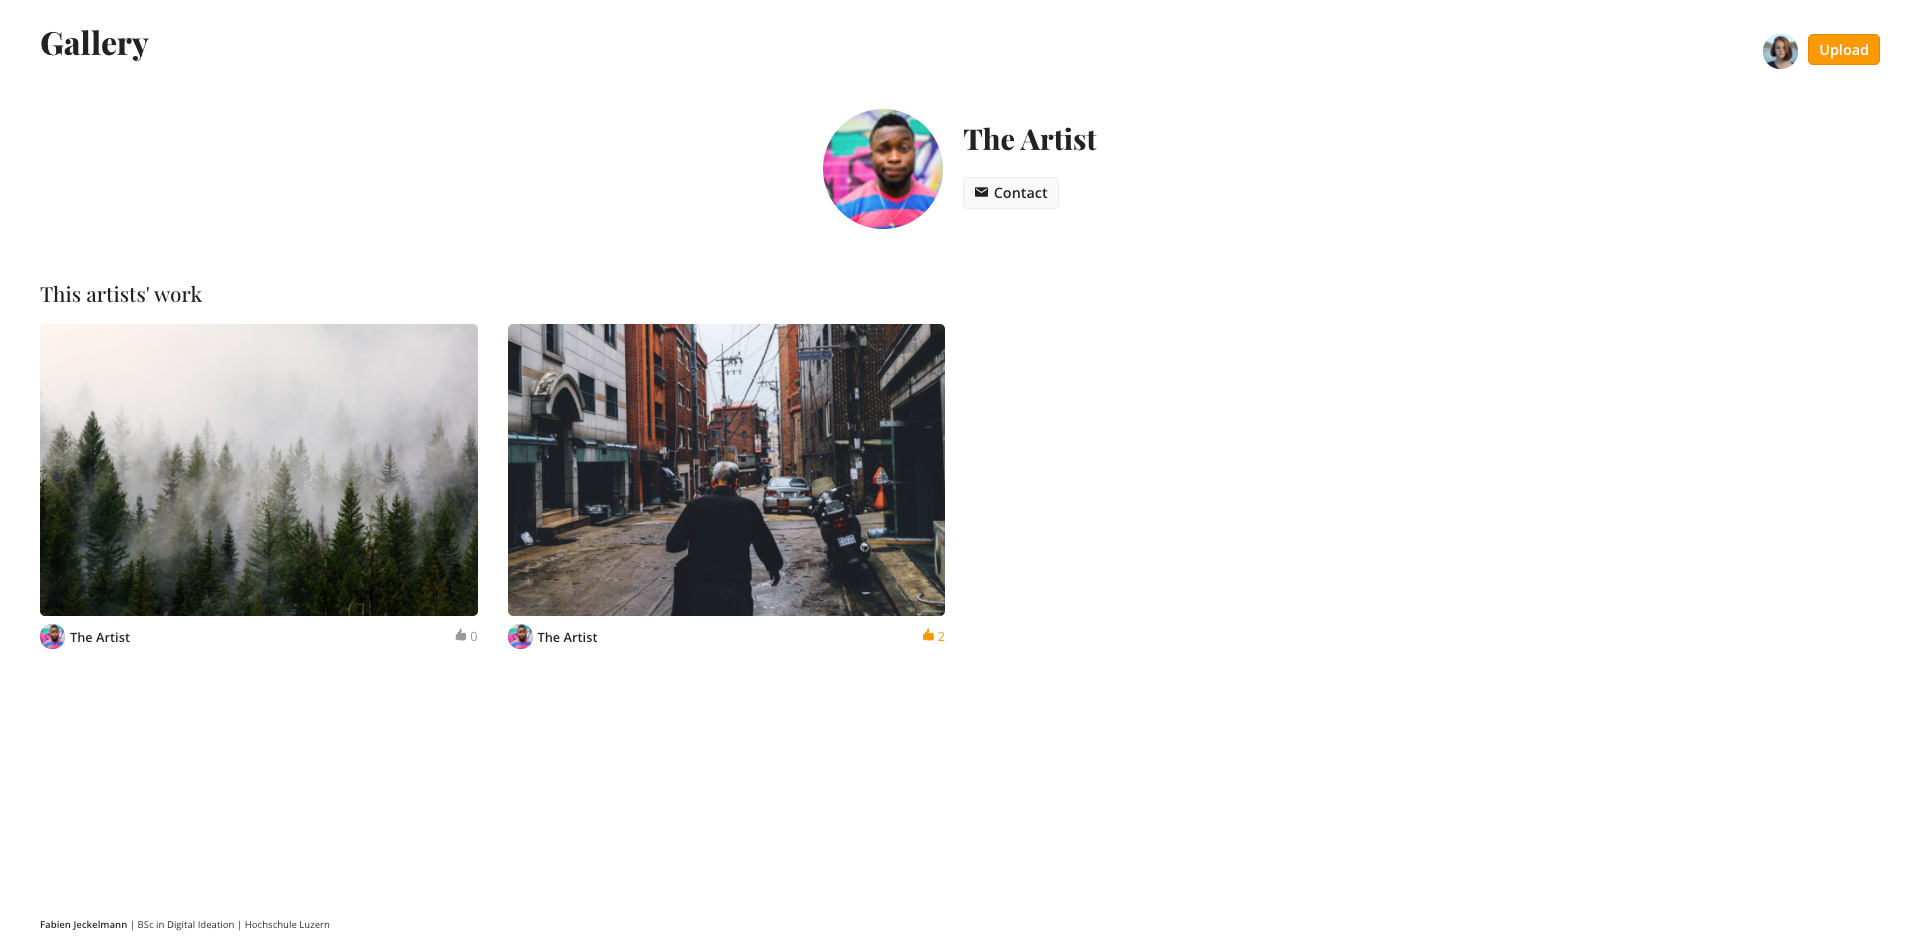 Gallery
Upload
The Artist
Contact
This artists' work
The Artist
0
The Artist
2
Fabien Jeckelmann | BSc in Digital Ideation | Hochschule Luzern